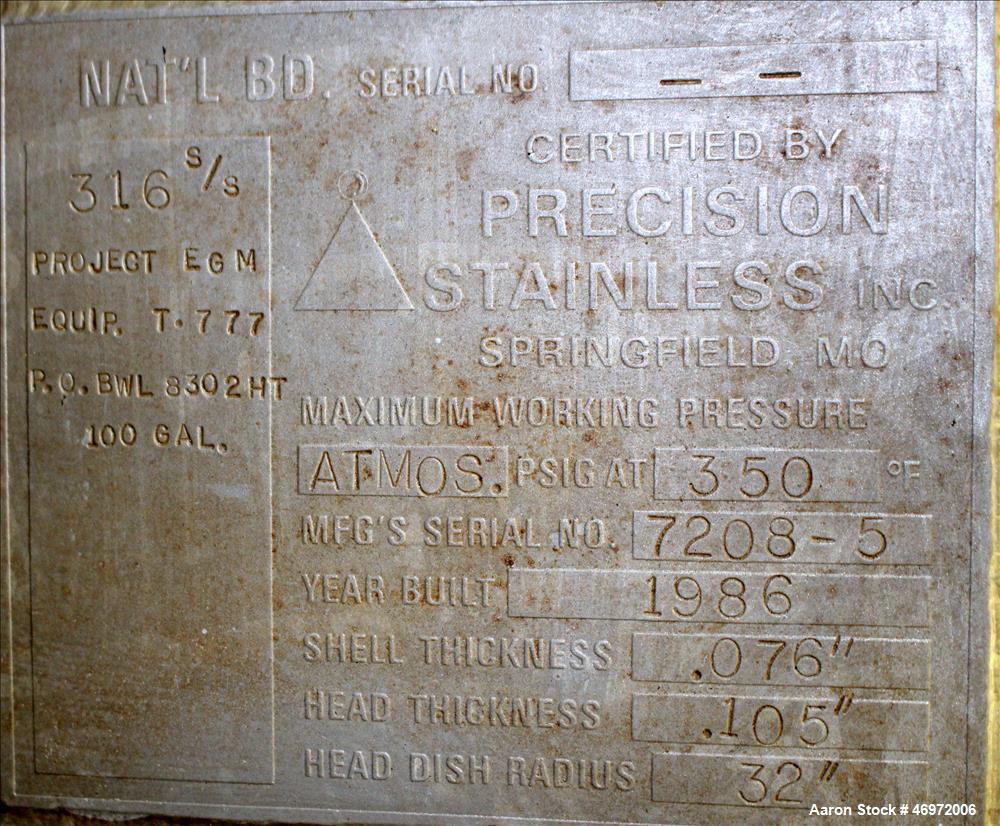 NAT"L BD. SERIAL NO. - -
316 S/S
PROJECT EGM
EQUIP. T-777
P.O. BWL 8302HT
100 GAL.
CERTIFIED BY
PRECISION
STAINLESS INC.
SPRINGFIELD, MO
MAXIMUM WORKING PRESSURE
ATMOS. PSIG AT 350 °F
MFG'S SERIAL NO. 7208-5
YEAR BUILT 1986
SHELL THICKNESS .076"
HEAD THICKNESS .105"
HEAD DISH RADIUS 32"
Aaron Stock # 46972006